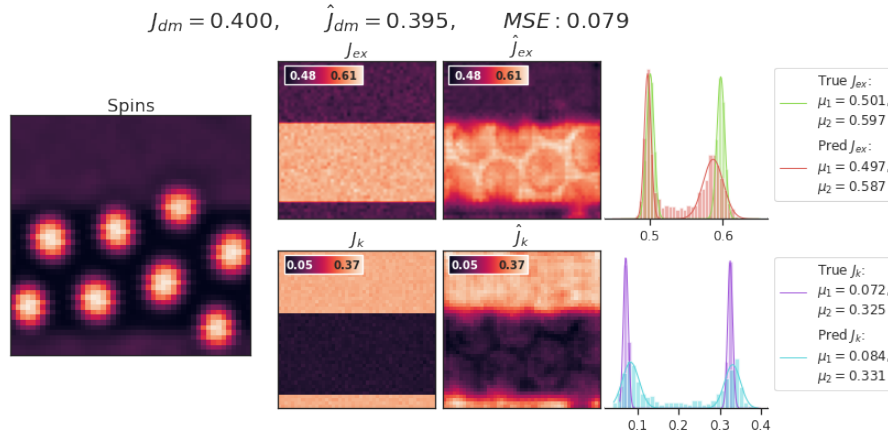 J_dm = 0.400, Ĵ_dm = 0.395, MSE : 0.079
Spins
J_ex
0.48 0.61
Ĵ_ex
0.48 0.61
0.5 0.6
True J_ex:
μ₁ = 0.501,
μ₂ = 0.597
Pred J_ex:
μ₁ = 0.497,
μ₂ = 0.587
J_k
0.05 0.37
Ĵ_k
0.05 0.37
0.1 0.2 0.3 0.4
True J_k:
μ₁ = 0.072,
μ₂ = 0.325
Pred J_k:
μ₁ = 0.084,
μ₂ = 0.331